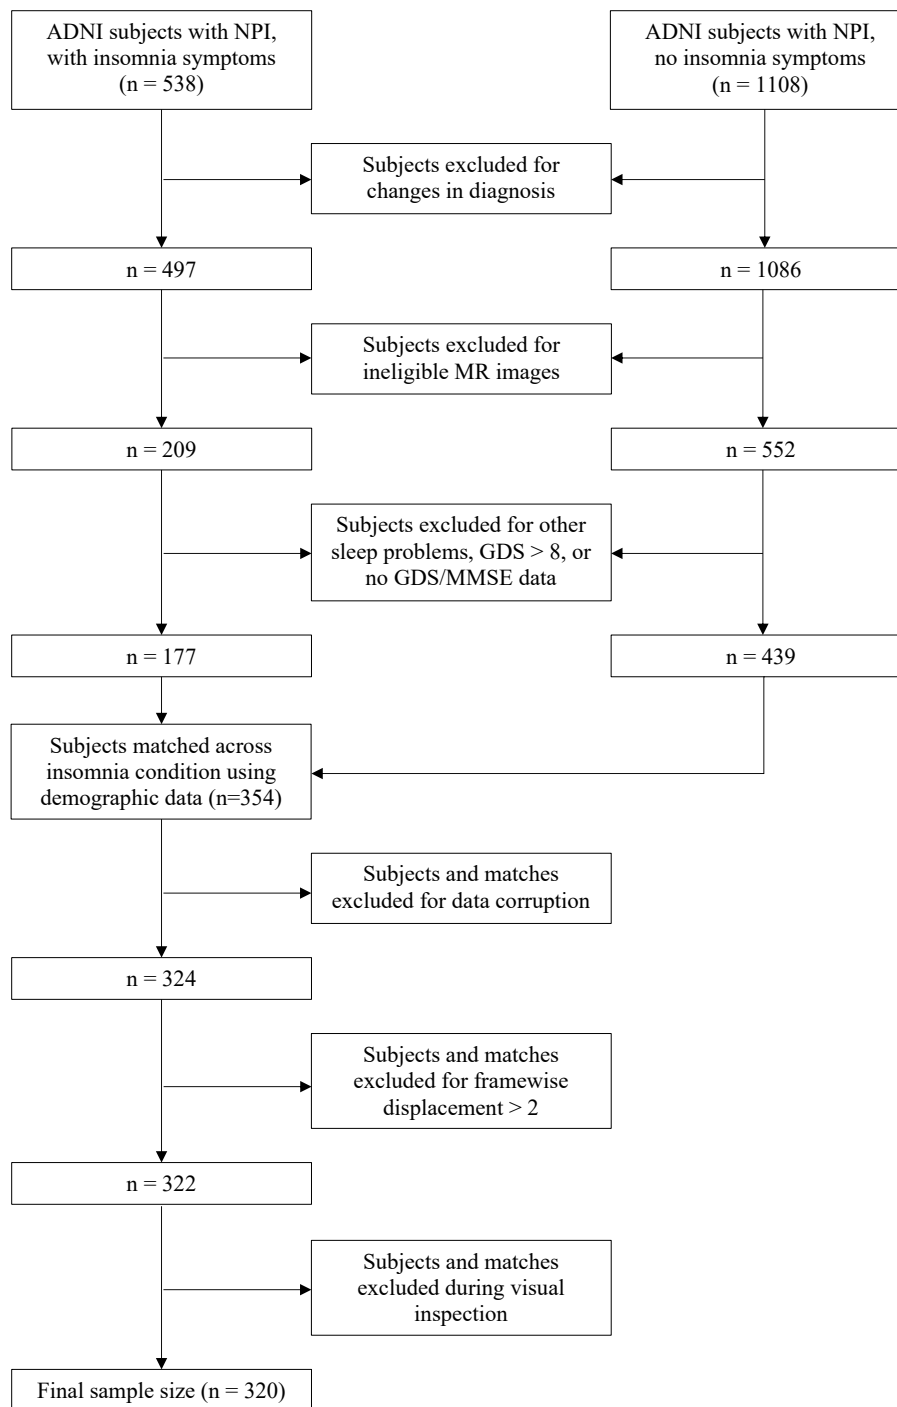 ADNI subjects with NPI,
with insomnia symptoms
(n = 538)
ADNI subjects with NPI,
no insomnia symptoms
(n = 1108)
Subjects excluded for
changes in diagnosis
n = 497
n = 1086
Subjects excluded for
ineligible MR images
n = 209
n = 552
Subjects excluded for other
sleep problems, GDS > 8, or
no GDS/MMSE data
n = 177
n = 439
Subjects matched across
insomnia condition using
demographic data (n=354)
Subjects and matches
excluded for data corruption
n = 324
Subjects and matches
excluded for framewise
displacement > 2
n = 322
Subjects and matches
excluded during visual
inspection
Final sample size (n = 320)